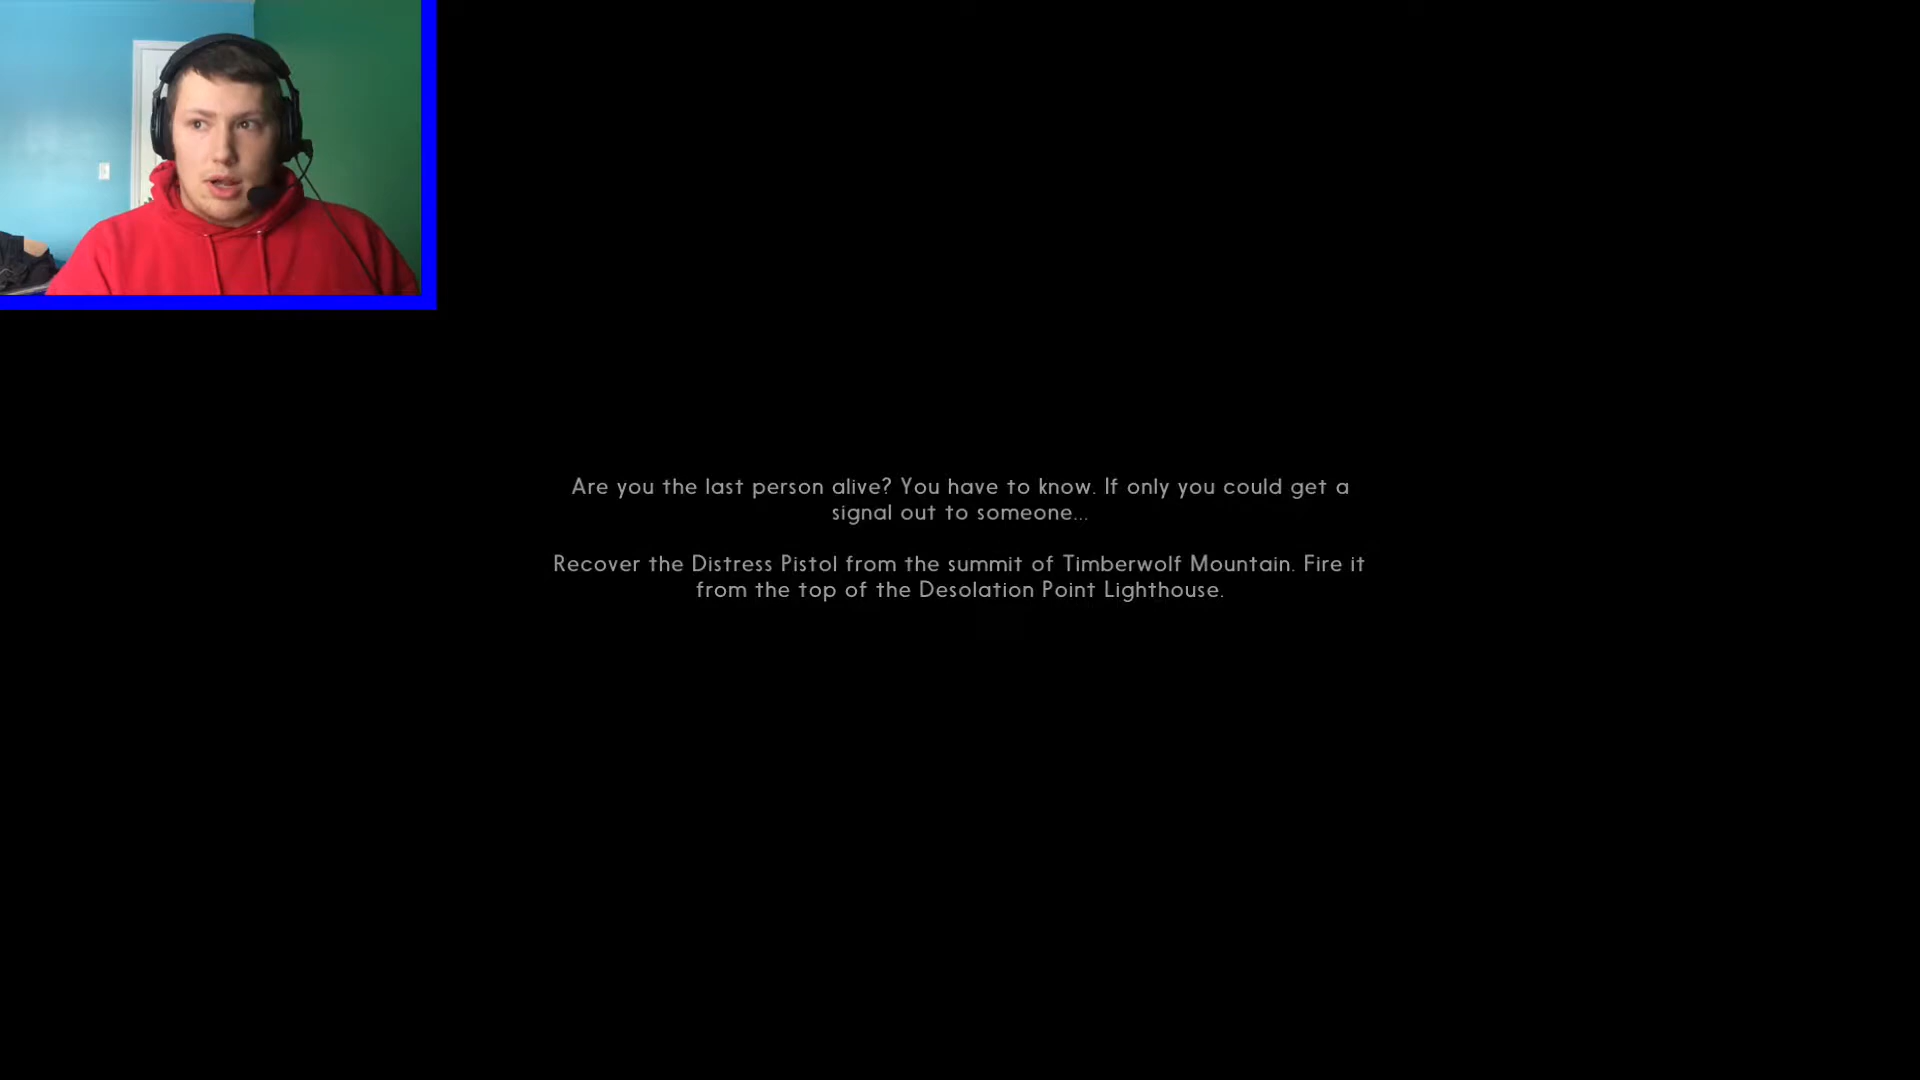 Are you the last person alive? You have to know. If only you could get a
signal out to someone...
Recover the Distress Pistol from the summit of Timberwolf Mountain. Fire it
from the top of the Desolation Point Lighthouse.